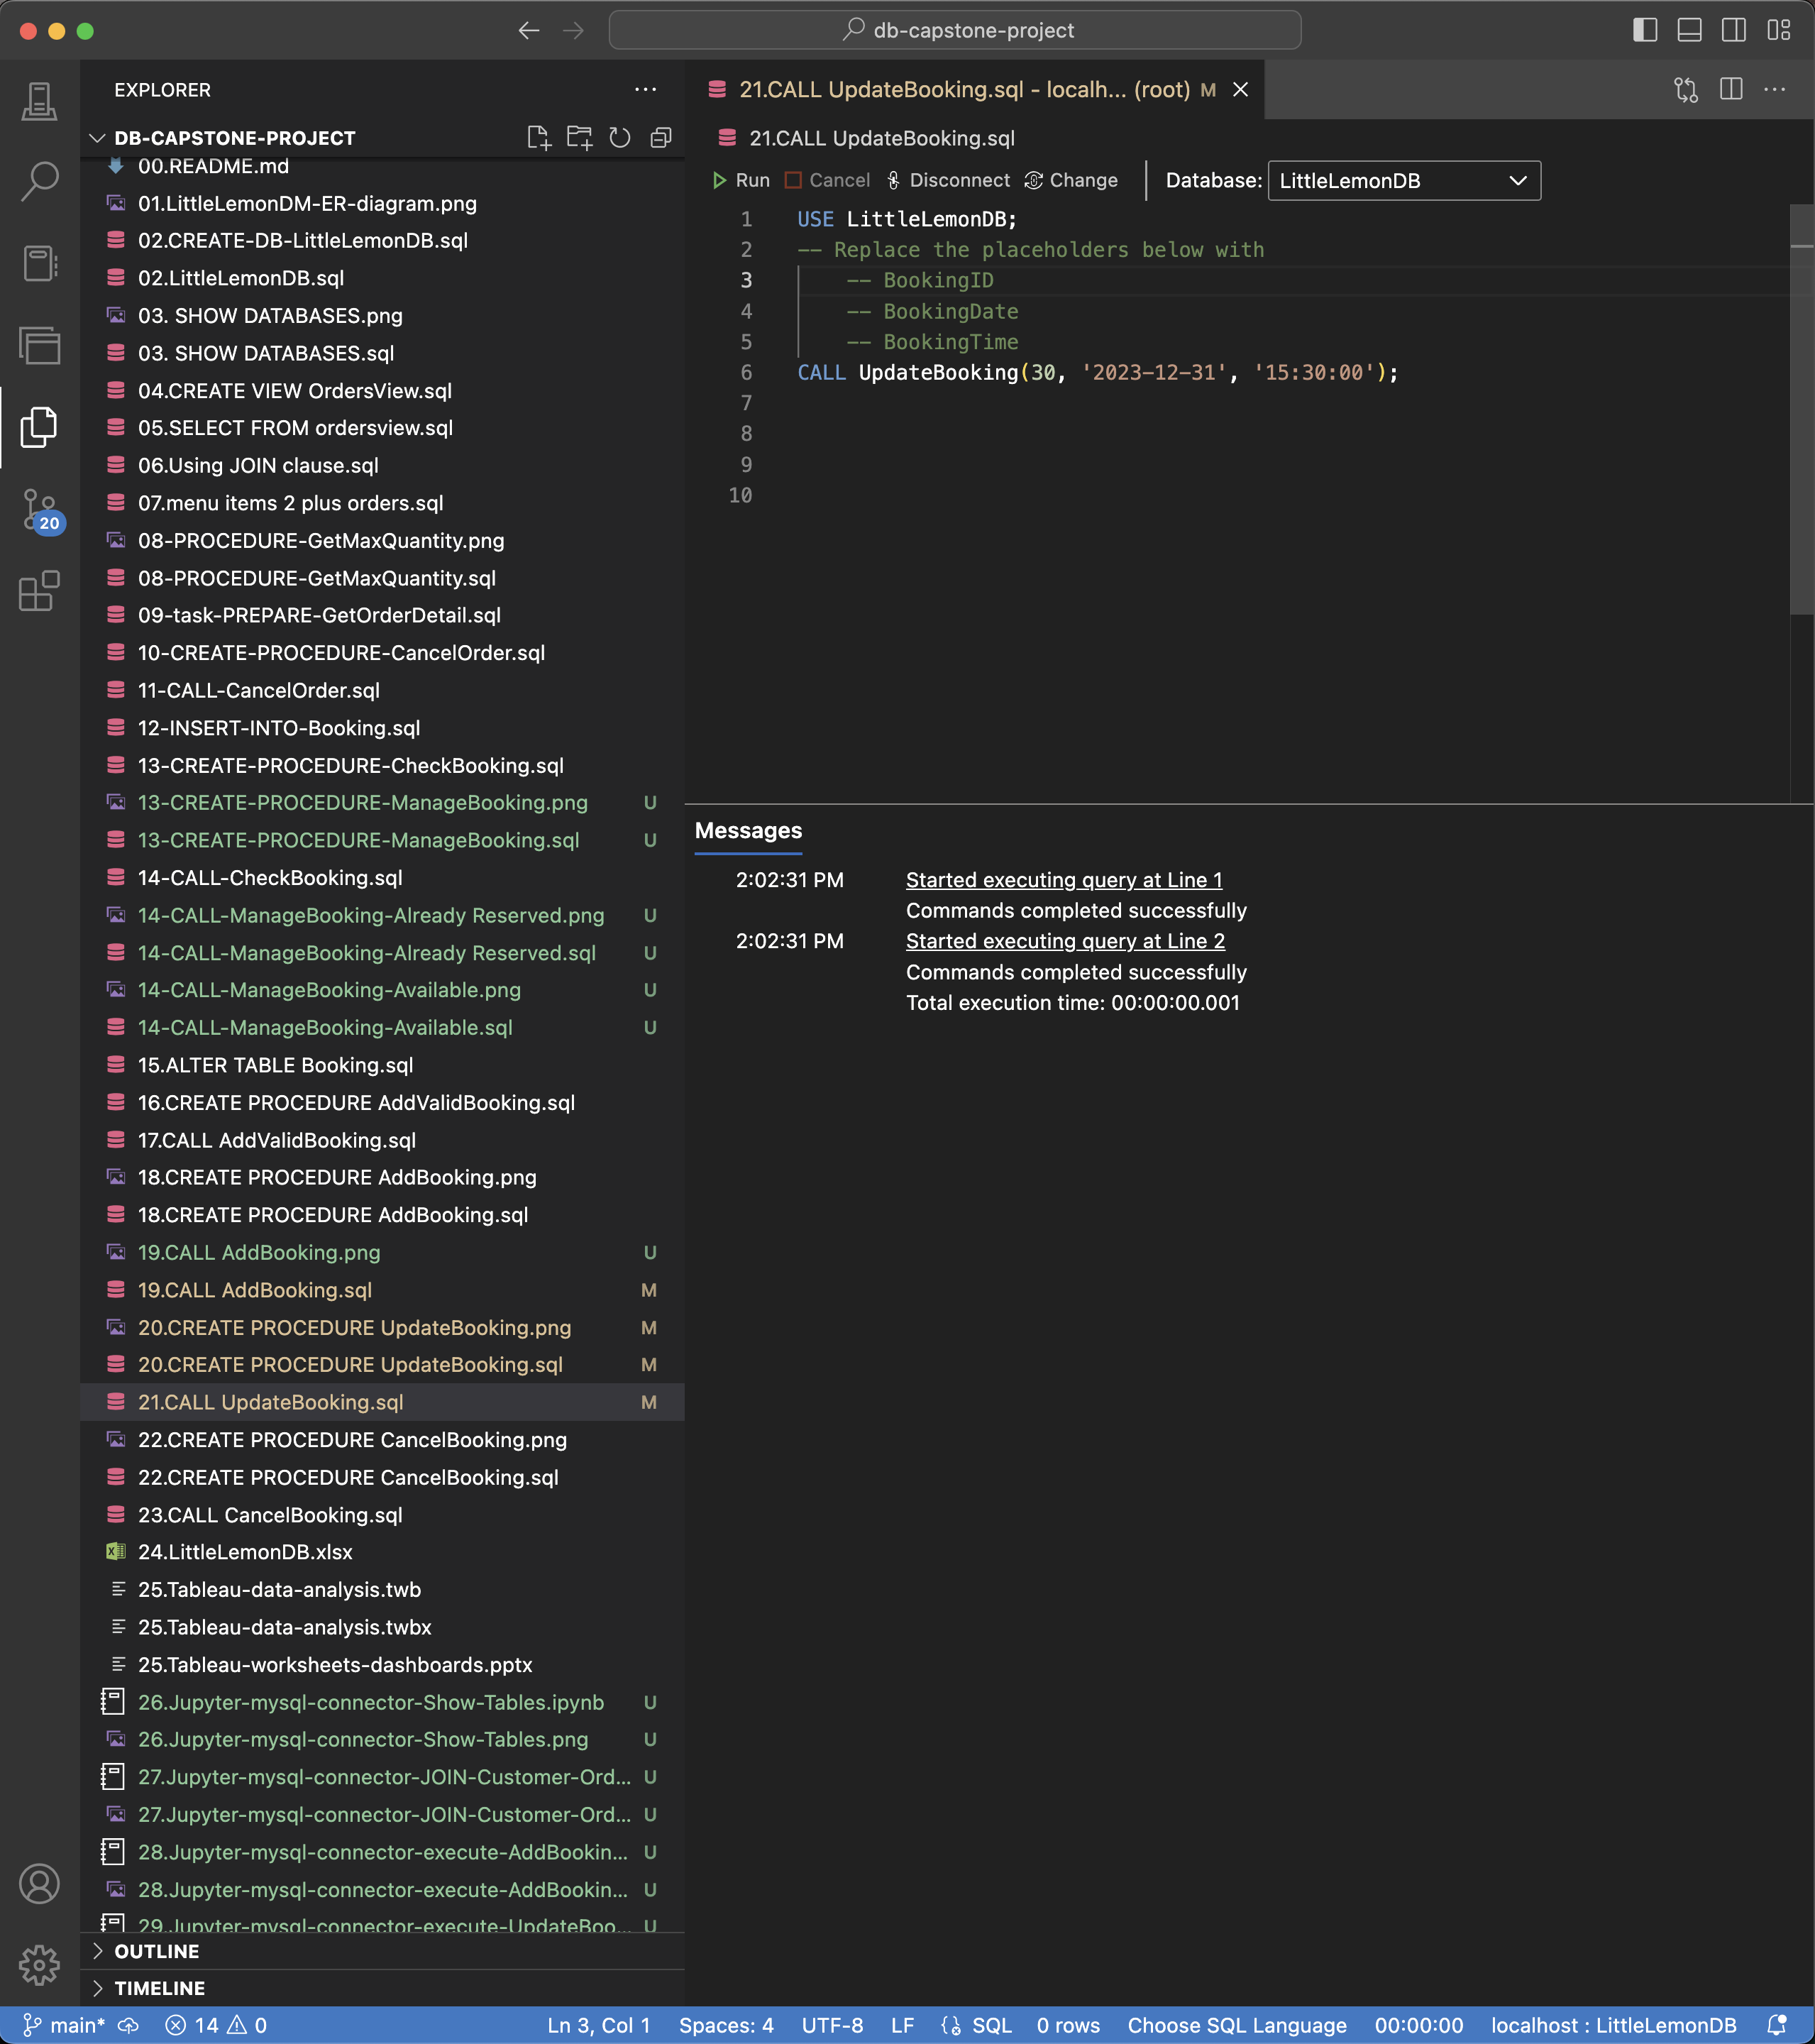 db-capstone-project
EXPLORER
DB-CAPSTONE-PROJECT
00.README.md
01.LittleLemonDM-ER-diagram.png
02.CREATE-DB-LittleLemonDB.sql
02.LittleLemonDB.sql
03. SHOW DATABASES.png
03. SHOW DATABASES.sql
04.CREATE VIEW OrdersView.sql
05.SELECT FROM ordersview.sql
06.Using JOIN clause.sql
07.menu items 2 plus orders.sql
08-PROCEDURE-GetMaxQuantity.png
08-PROCEDURE-GetMaxQuantity.sql
09-task-PREPARE-GetOrderDetail.sql
10-CREATE-PROCEDURE-CancelOrder.sql
11-CALL-CancelOrder.sql
12-INSERT-INTO-Booking.sql
13-CREATE-PROCEDURE-CheckBooking.sql
13-CREATE-PROCEDURE-ManageBooking.png U
13-CREATE-PROCEDURE-ManageBooking.sql U
14-CALL-CheckBooking.sql
14-CALL-ManageBooking-Already Reserved.png U
14-CALL-ManageBooking-Already Reserved.sql U
14-CALL-ManageBooking-Available.png U
14-CALL-ManageBooking-Available.sql U
15.ALTER TABLE Booking.sql
16.CREATE PROCEDURE AddValidBooking.sql
17.CALL AddValidBooking.sql
18.CREATE PROCEDURE AddBooking.png
18.CREATE PROCEDURE AddBooking.sql
19.CALL AddBooking.png U
19.CALL AddBooking.sql M
20.CREATE PROCEDURE UpdateBooking.png M
20.CREATE PROCEDURE UpdateBooking.sql M
21.CALL UpdateBooking.sql M
22.CREATE PROCEDURE CancelBooking.png
22.CREATE PROCEDURE CancelBooking.sql
23.CALL CancelBooking.sql
24.LittleLemonDB.xlsx
25.Tableau-data-analysis.twb
25.Tableau-data-analysis.twbx
25.Tableau-worksheets-dashboards.pptx
26.Jupyter-mysql-connector-Show-Tables.ipynb U
26.Jupyter-mysql-connector-Show-Tables.png U
27.Jupyter-mysql-connector-JOIN-Customer-Ord... U
27.Jupyter-mysql-connector-JOIN-Customer-Ord... U
28.Jupyter-mysql-connector-execute-AddBookin... U
28.Jupyter-mysql-connector-execute-AddBookin... U
29.Jupyter-mysql-connector-execute-UpdateBoo... U
OUTLINE
TIMELINE
20
21.CALL UpdateBooking.sql - localh... (root) M
21.CALL UpdateBooking.sql
Run Cancel Disconnect Change Database: LittleLemonDB
1 USE LittleLemonDB;
2 -- Replace the placeholders below with
3 -- BookingID
4 -- BookingDate
5 -- BookingTime
6 CALL UpdateBooking(30, '2023-12-31', '15:30:00');
7
8
9
10
Messages
2:02:31 PM Started executing query at Line 1
Commands completed successfully
2:02:31 PM Started executing query at Line 2
Commands completed successfully
Total execution time: 00:00:00.001
main* 14 0 Ln 3, Col 1 Spaces: 4 UTF-8 LF SQL 0 rows Choose SQL Language 00:00:00 localhost : LittleLemonDB